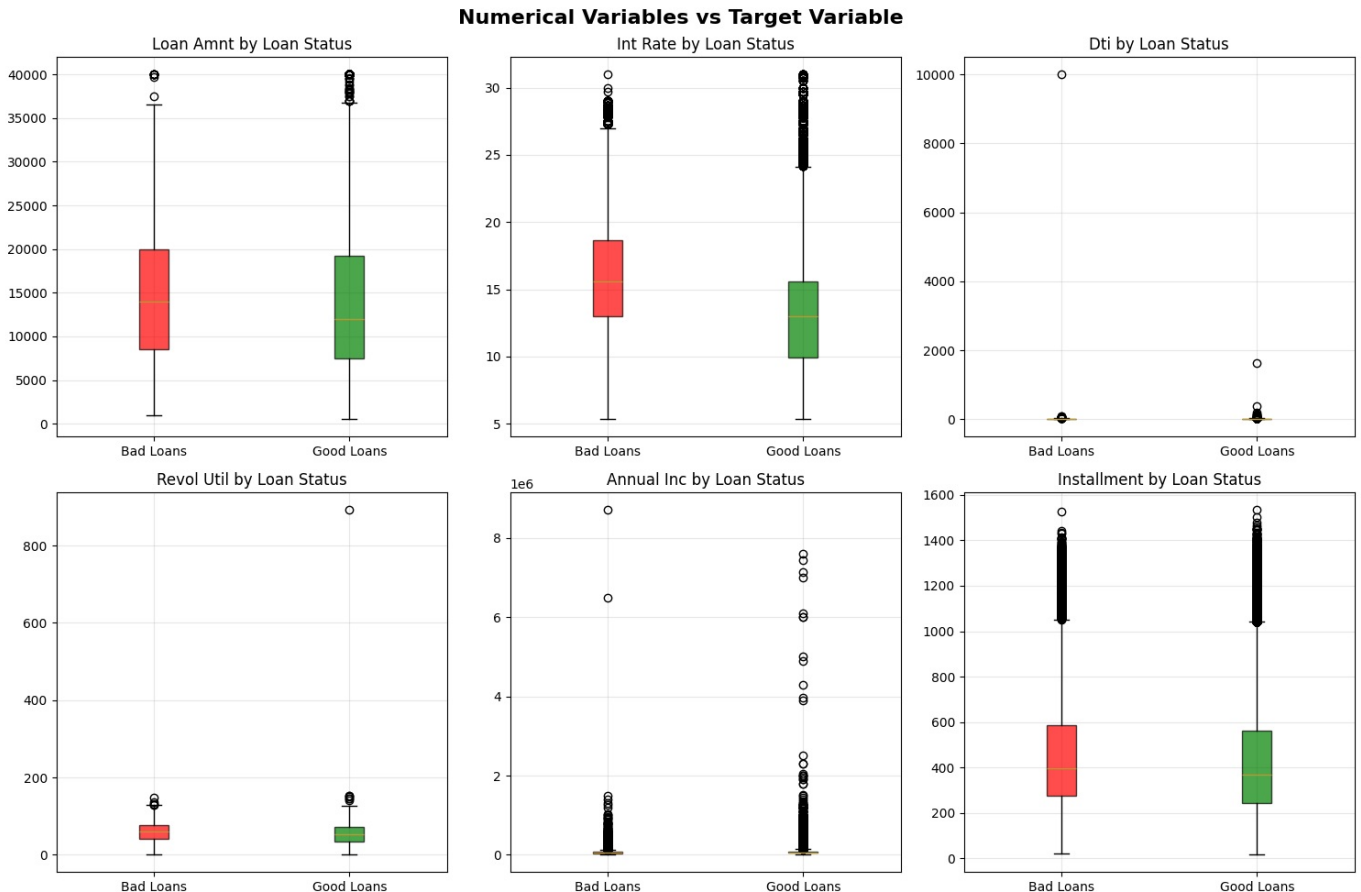 Numerical Variables vs Target Variable
Loan Amnt by Loan Status
40000
35000
30000
25000
20000
15000
10000
5000
0
Bad Loans Good Loans
Int Rate by Loan Status
30
25
20
15
10
5
Bad Loans Good Loans
Dti by Loan Status
10000
8000
6000
4000
2000
0
Bad Loans Good Loans
Revol Util by Loan Status
800
600
400
200
0
Bad Loans Good Loans
Annual Inc by Loan Status
1e6
8
6
4
2
0
Bad Loans Good Loans
Installment by Loan Status
1600
1400
1200
1000
800
600
400
200
0
Bad Loans Good Loans